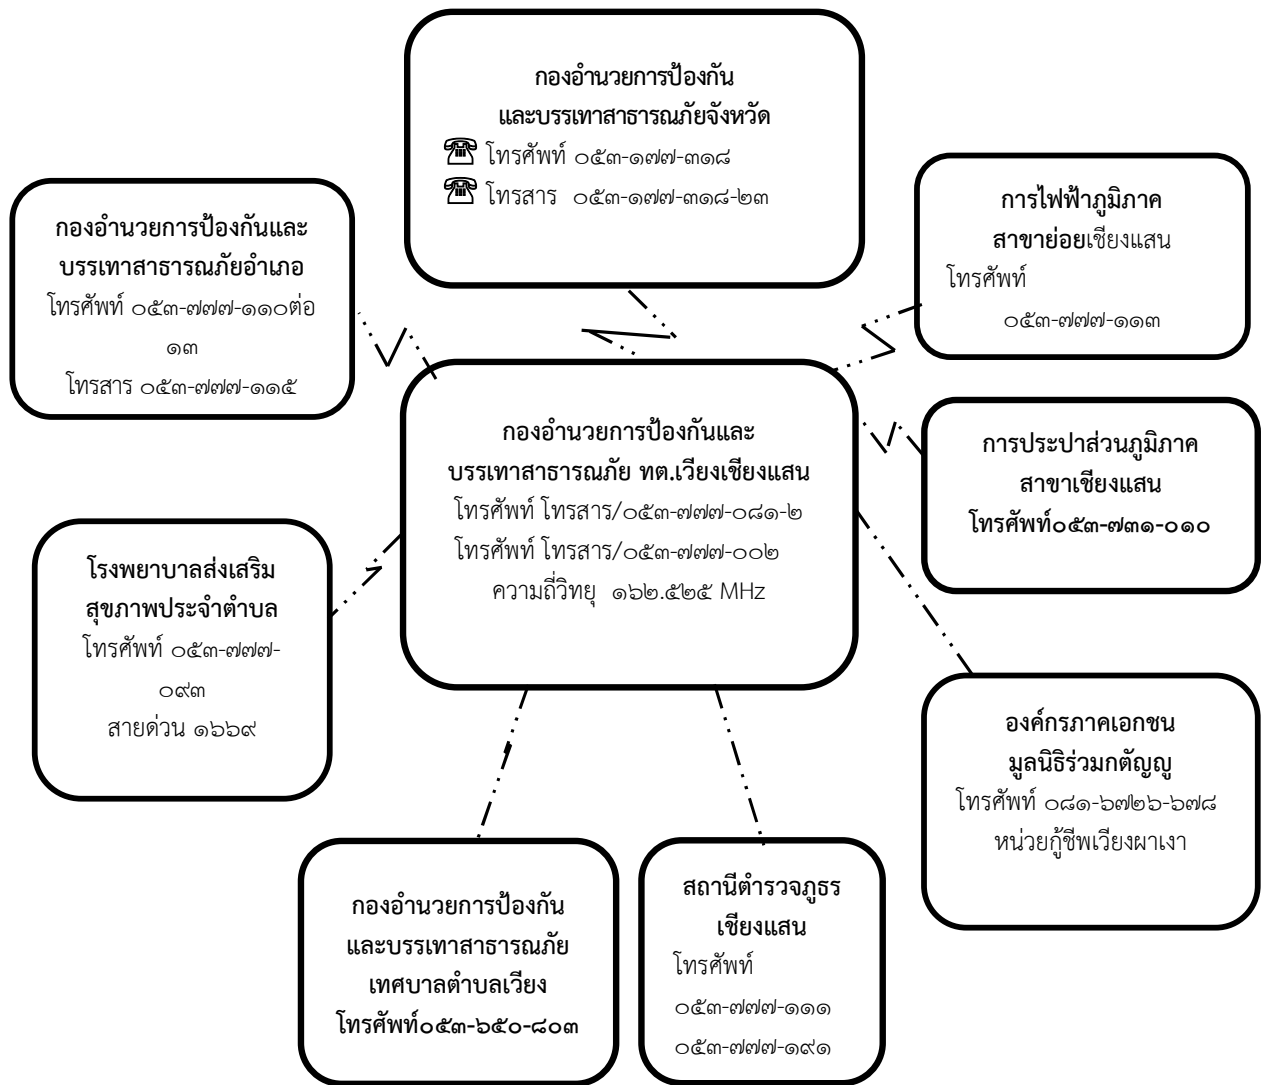 กองอำนวยการป้องกัน
และบรรเทาสาธารณภัยจังหวัด
โทรศัพท์ ๐๕๓-๑๗๗-๓๑๘
โทรสาร ๐๕๓-๑๗๗-๓๑๘-๒๓
กองอำนวยการป้องกันและ
บรรเทาสาธารณภัยอำเภอ
โทรศัพท์ ๐๕๓-๗๗๗-๑๑๐ต่อ
๑๓
โทรสาร ๐๕๓-๗๗๗-๑๑๕
การไฟฟ้าภูมิภาค
สาขาย่อยเชียงแสน
โทรศัพท์
๐๕๓-๗๗๗-๑๑๓
กองอำนวยการป้องกันและ
บรรเทาสาธารณภัย ทต.เวียงเชียงแสน
โทรศัพท์ โทรสาร/๐๕๓-๗๗๗-๐๘๑-๒
โทรศัพท์ โทรสาร/๐๕๓-๗๗๗-๐๐๒
ความถี่วิทยุ ๑๖๒.๕๒๕ MHz
การประปาส่วนภูมิภาค
สาขาเชียงแสน
โทรศัพท์๐๕๓-๗๓๑-๐๑๐
โรงพยาบาลส่งเสริม
สุขภาพประจำตำบล
โทรศัพท์ ๐๕๓-๗๗๗-
๐๙๓
สายด่วน ๑๖๖๙
องค์กรภาคเอกชน
มูลนิธิร่วมกตัญญู
โทรศัพท์ ๐๘๑-๖๗๒๖-๖๗๘
หน่วยกู้ชีพเวียงผาเงา
กองอำนวยการป้องกัน
และบรรเทาสาธารณภัย
เทศบาลตำบลเวียง
โทรศัพท์๐๕๓-๖๕๐-๘๐๓
สถานีตำรวจภูธร
เชียงแสน
โทรศัพท์
๐๕๓-๗๗๗-๑๑๑
๐๕๓-๗๗๗-๑๙๑